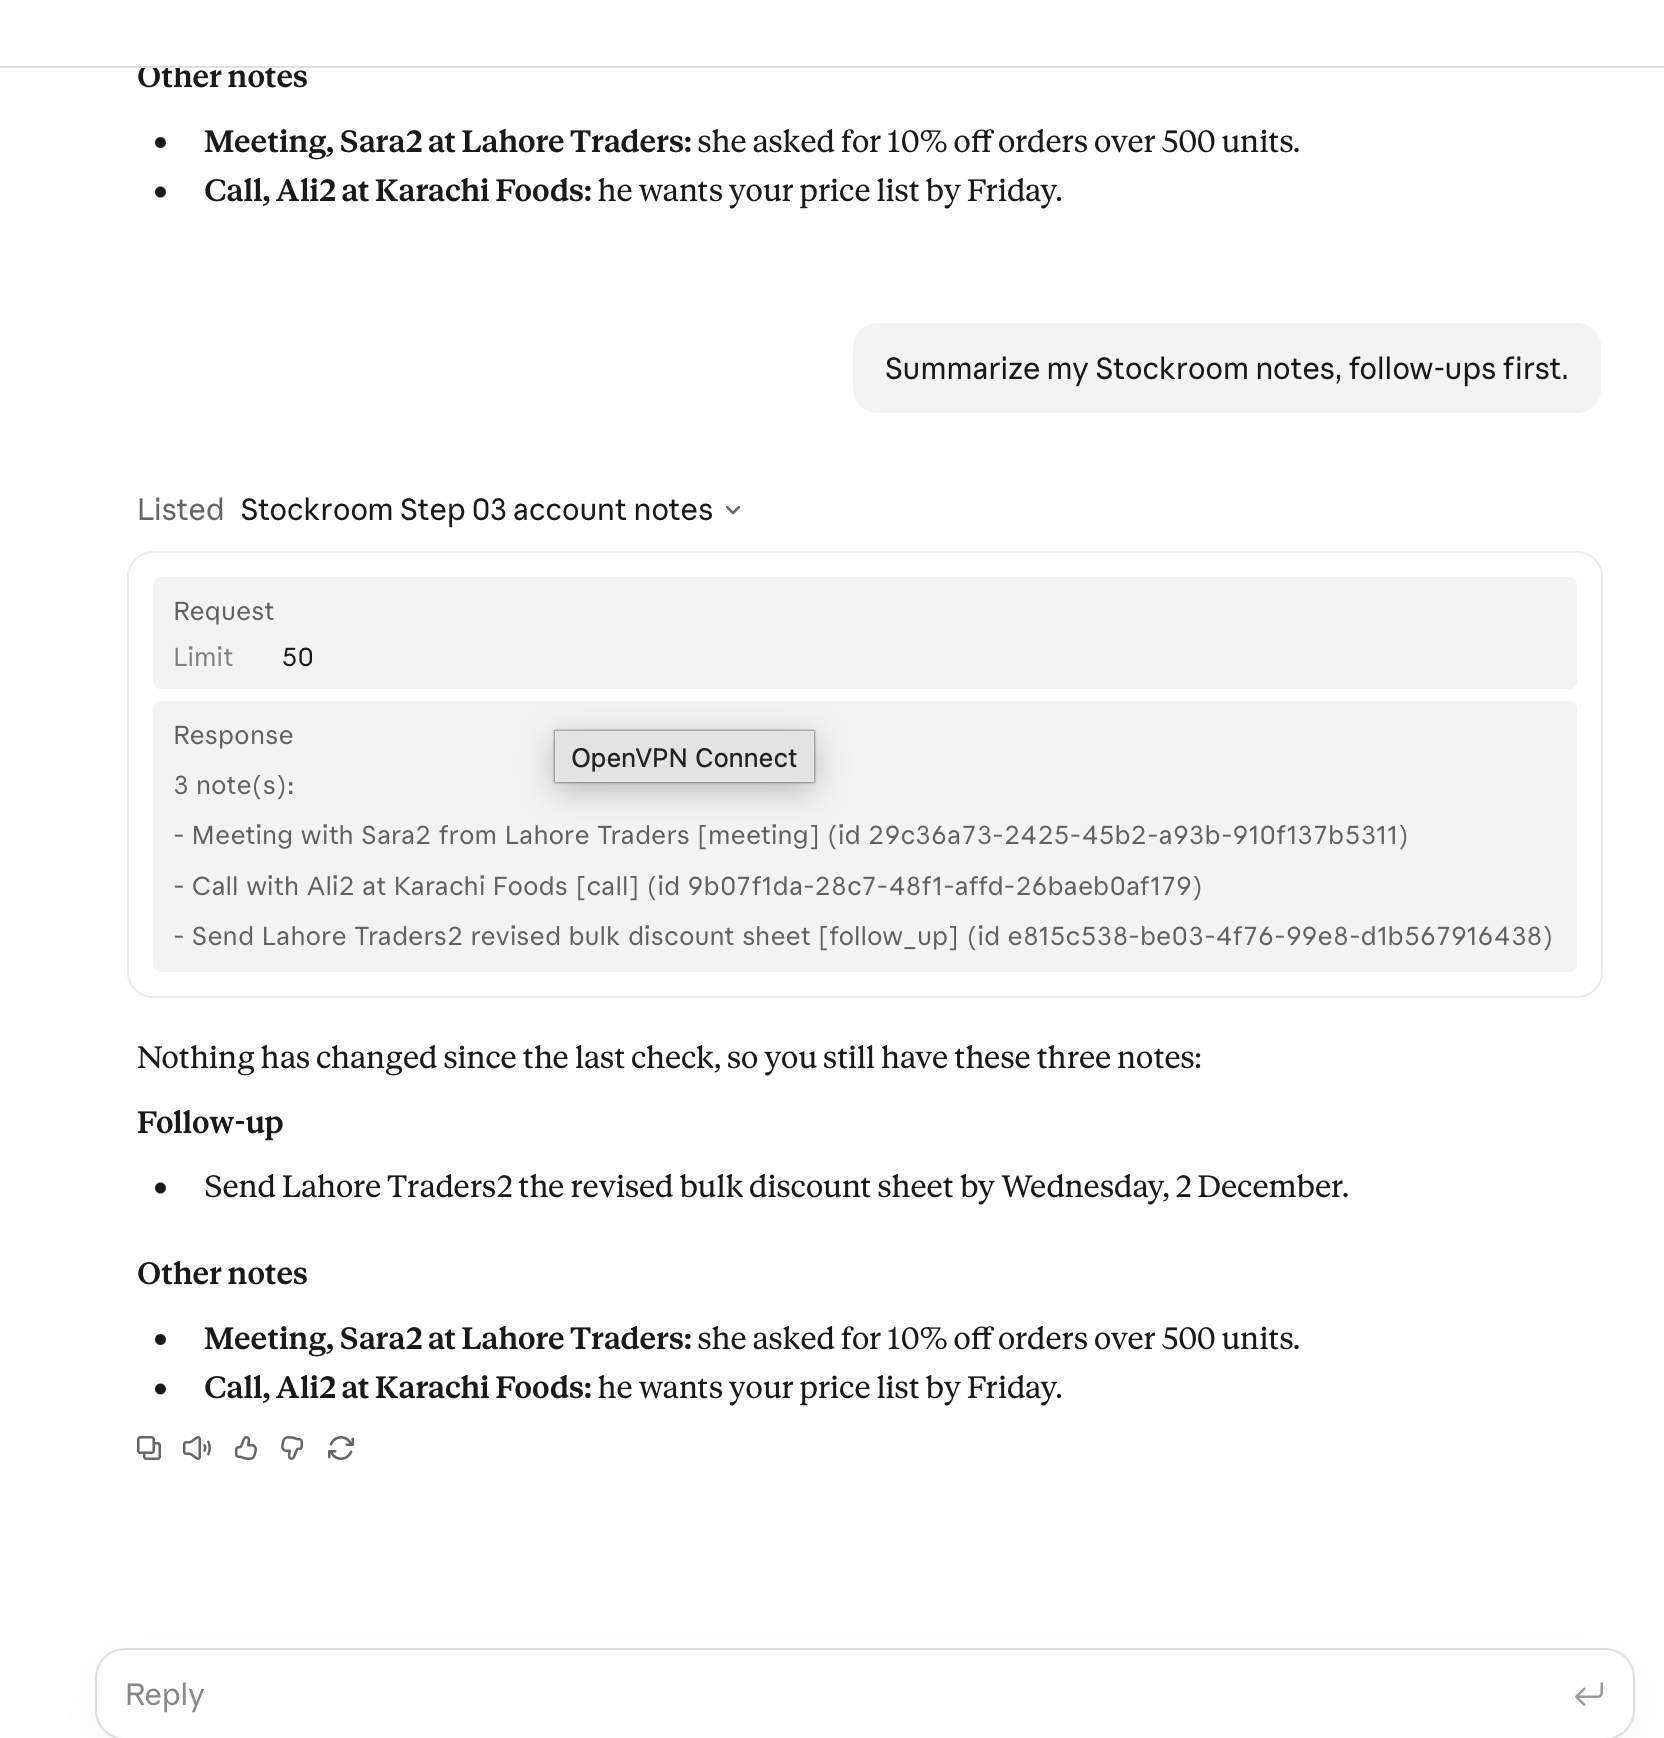 Other notes
• Meeting, Sara2 at Lahore Traders: she asked for 10% off orders over 500 units.
• Call, Ali2 at Karachi Foods: he wants your price list by Friday.
Summarize my Stockroom notes, follow-ups first.
Listed Stockroom Step 03 account notes
Request
Limit 50
Response
OpenVPN Connect
3 note(s):
- Meeting with Sara2 from Lahore Traders [meeting] (id 29c36a73-2425-45b2-a93b-910f137b5311)
- Call with Ali2 at Karachi Foods [call] (id 9b07f1da-28c7-48f1-affd-26baeb0af179)
- Send Lahore Traders2 revised bulk discount sheet [follow_up] (id e815c538-be03-4f76-99e8-d1b567916438)
Nothing has changed since the last check, so you still have these three notes:
Follow-up
• Send Lahore Traders2 the revised bulk discount sheet by Wednesday, 2 December.
Other notes
• Meeting, Sara2 at Lahore Traders: she asked for 10% off orders over 500 units.
• Call, Ali2 at Karachi Foods: he wants your price list by Friday.
Reply